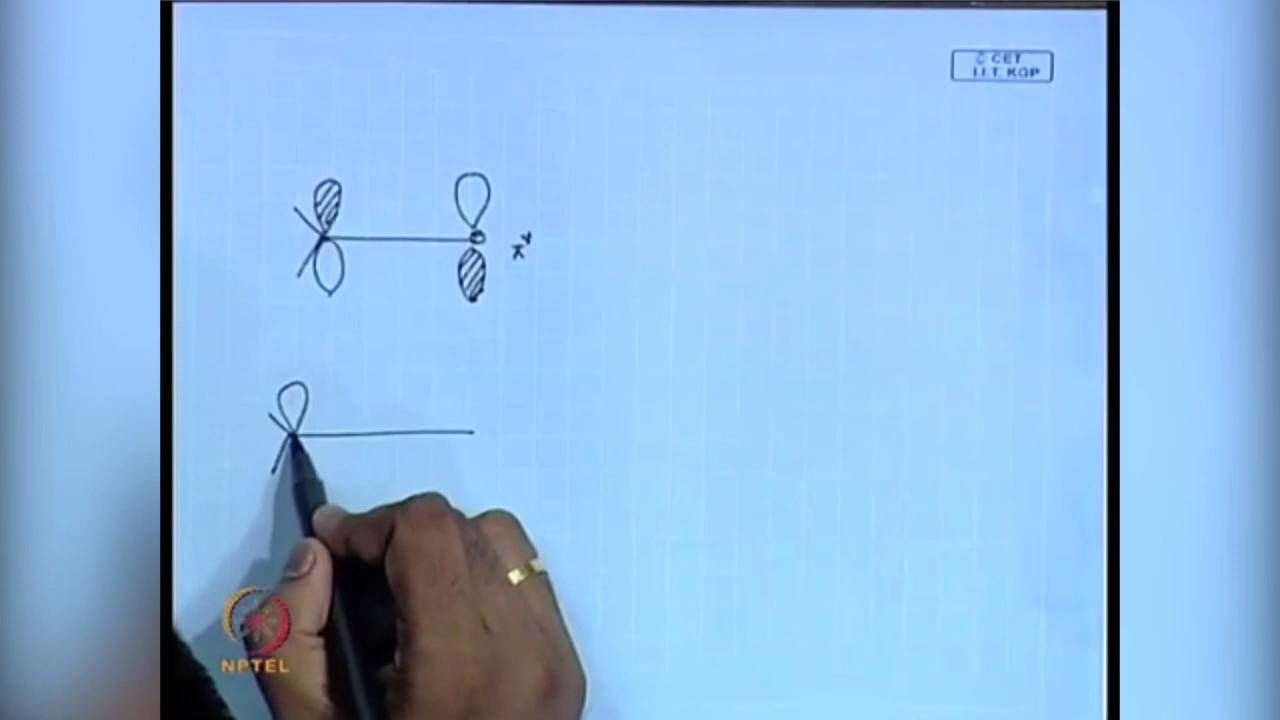 © CET
I.I.T. KGP
O
π*
NPTEL